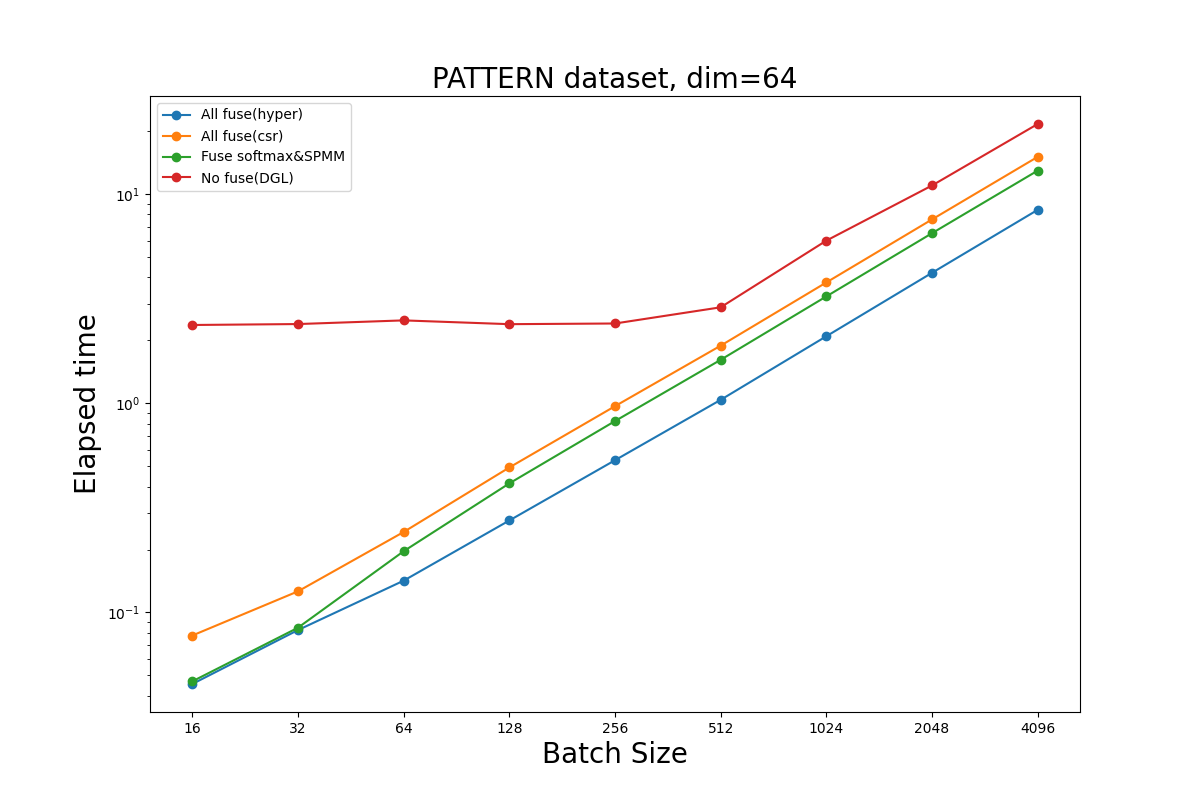 PATTERN dataset, dim=64
All fuse(hyper)
All fuse(csr)
Fuse softmax&SPMM
No fuse(DGL)
Elapsed time
10¹
10⁰
10⁻¹
16 32 64 128 256 512 1024 2048 4096
Batch Size